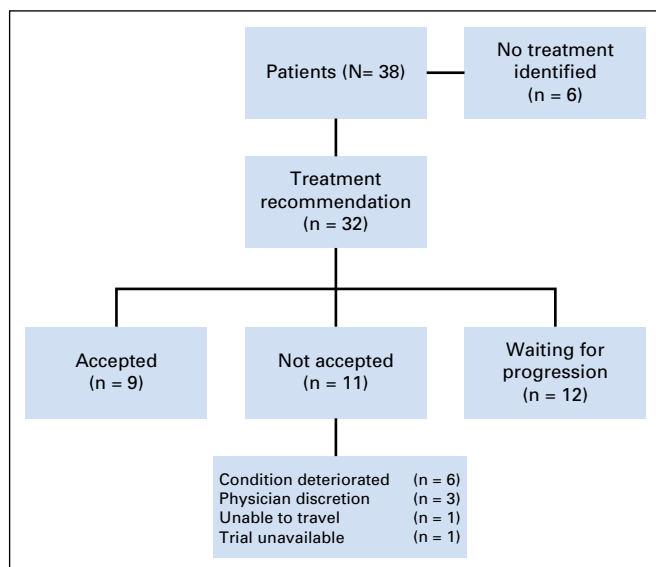 Patients (N= 38)
No treatment
identified
(n = 6)
Treatment
recommendation
(n = 32)
Accepted
(n = 9)
Not accepted
(n = 11)
Waiting for
progression
(n = 12)
Condition deteriorated (n = 6)
Physician discretion (n = 3)
Unable to travel (n = 1)
Trial unavailable (n = 1)